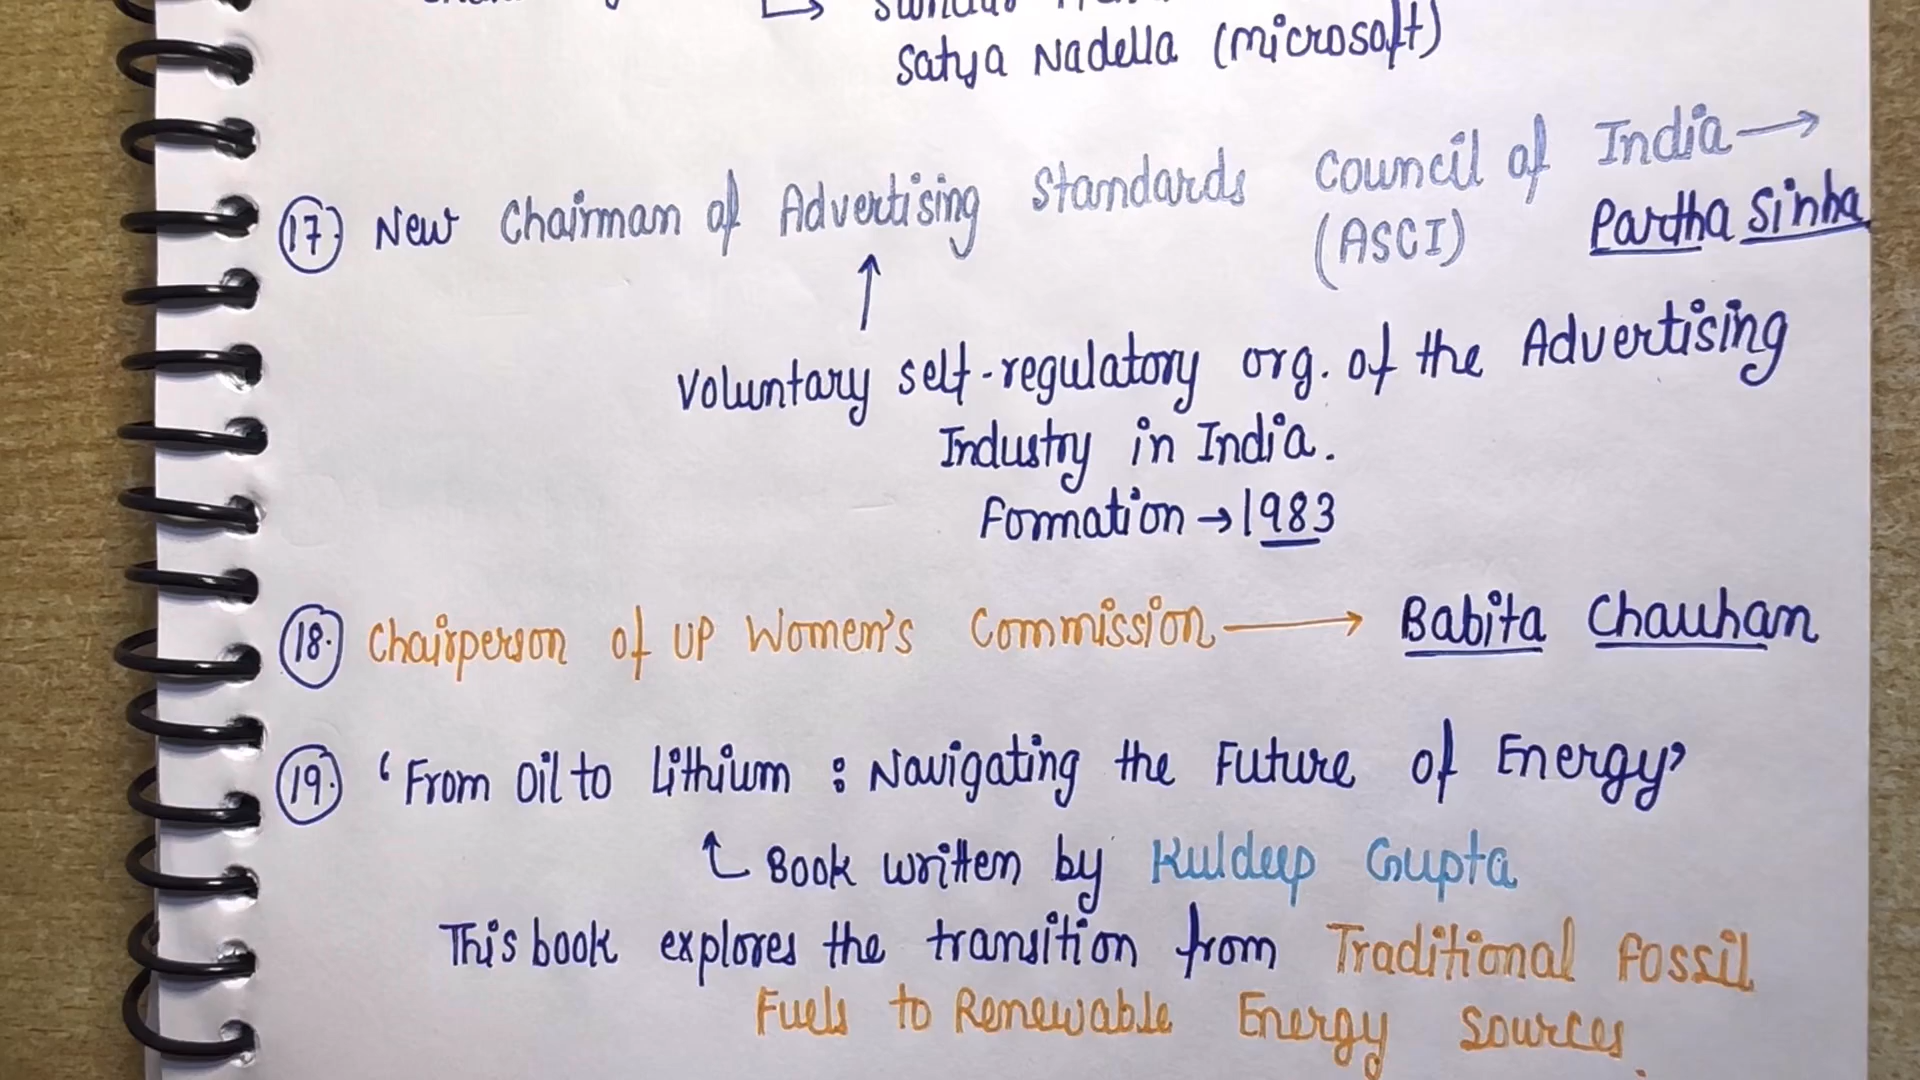 Satya Nadella (Microsoft)
17. New Chairman of Advertising Standards Council of India →
(ASCI) Partha Sinha
↑
Voluntary self-regulatory org. of the Advertising
Industry in India.
Formation → 1983
18. Chairperson of UP Women's Commission → Babita Chauhan
19. 'From Oil to Lithium : Navigating the Future of Energy'
Book written by Kuldeep Gupta
This book explores the transition from Traditional Fossil
Fuels to Renewable Energy Sources.